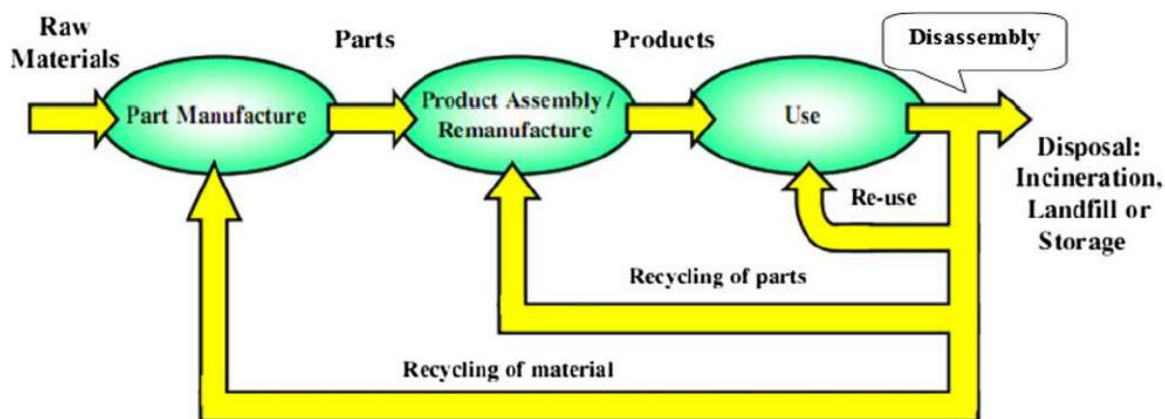 Raw
Materials
Part Manufacture
Parts
Product Assembly /
Remanufacture
Products
Use
Disassembly
Disposal:
Incineration,
Landfill or
Storage
Re-use
Recycling of parts
Recycling of material